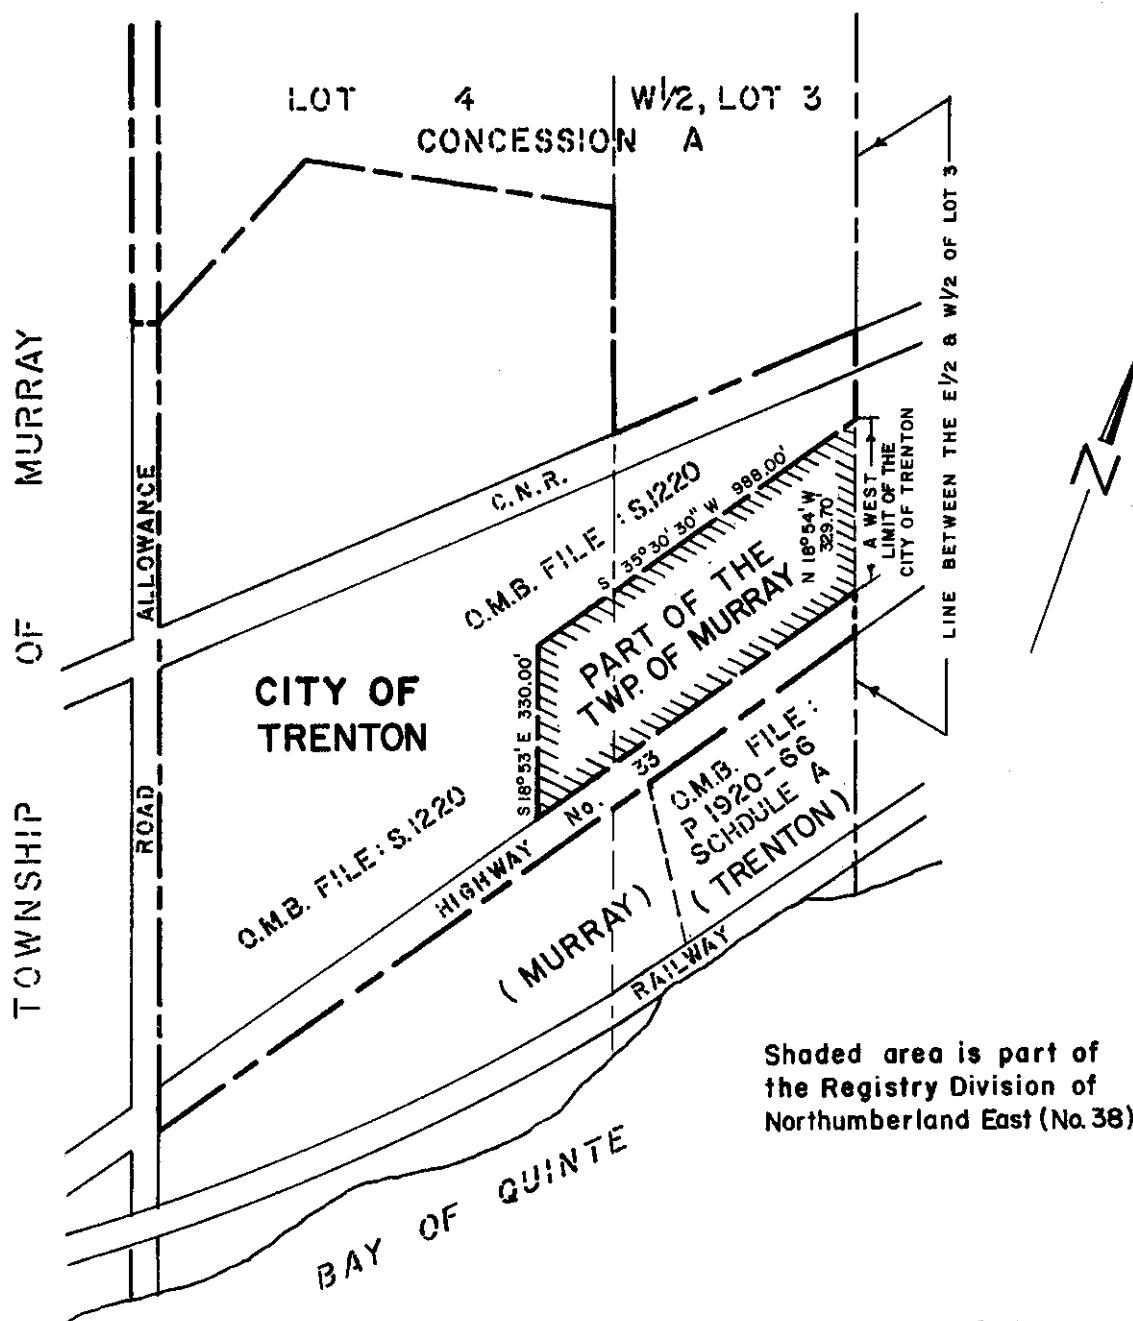 LOT 4
W1/2, LOT 3
CONCESSION A
TOWNSHIP OF MURRAY
ROAD ALLOWANCE
C.N.R.
O.M.B. FILE : S.1220
S 35°30'30" W 988.00'
N 18°54' W
329.70'
A WEST
LIMIT OF THE
CITY OF TRENTON
LINE BETWEEN THE E1/2 & W1/2 OF LOT 3
N
PART OF THE
TWP. OF MURRAY
CITY OF
TRENTON
S 18°53' E 330.00'
O.M.B. FILE: S.1220
HIGHWAY No. 33
O.M.B. FILE:
P 1920-66
SCHDULE A
( TRENTON )
( MURRAY )
RAILWAY
Shaded area is part of
the Registry Division of
Northumberland East (No. 38)
BAY OF QUINTE